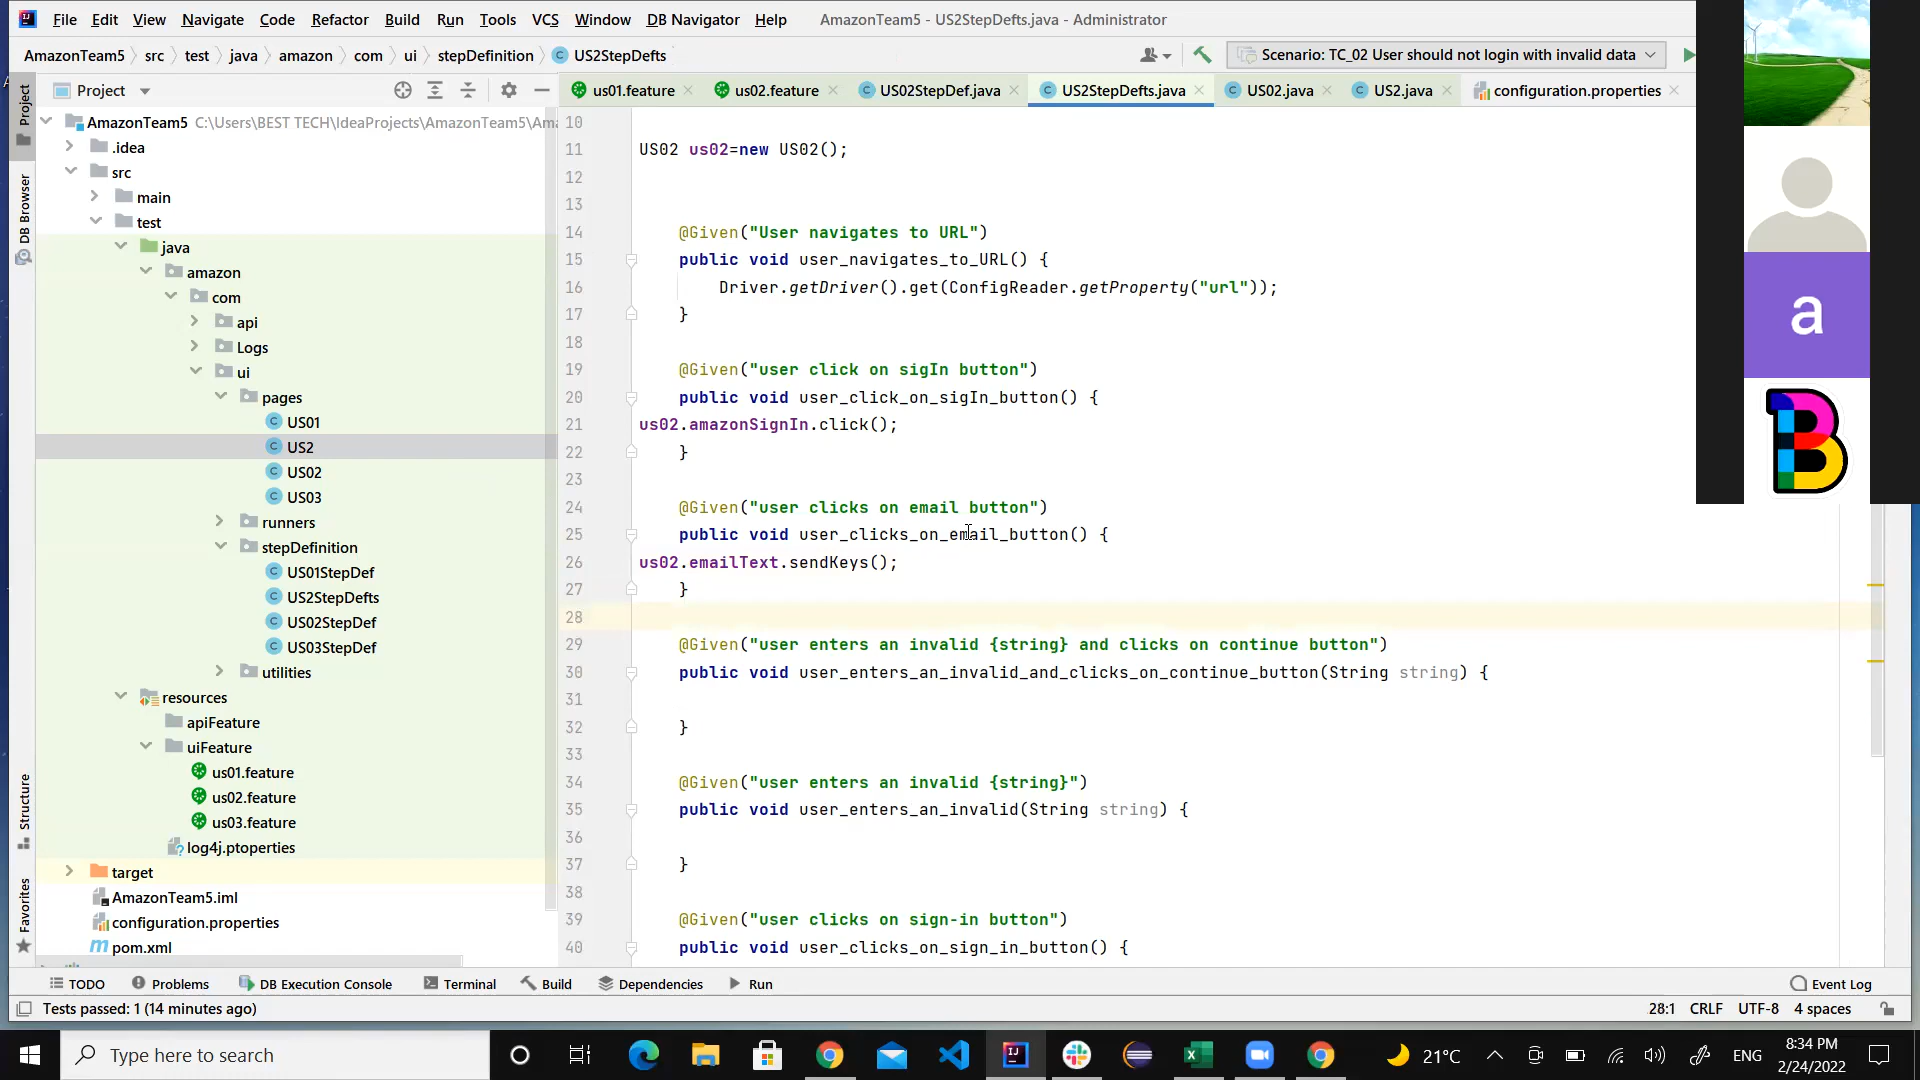 File Edit View Navigate Code Refactor Build Run Tools VCS Window DB Navigator Help AmazonTeam5 - US2StepDefts.java - Administrator
AmazonTeam5 src test java amazon com ui stepDefinition US2StepDefts Scenario: TC_02 User should not login with invalid data
Project us01.feature us02.feature US02StepDef.java US2StepDefts.java US02.java US2.java configuration.properties
AmazonTeam5 C:\Users\BEST TECH\IdeaProjects\AmazonTeam5\Ama
.idea
src
main
test
java
amazon
com
api
Logs
ui
pages
US01
US2
US02
US03
runners
stepDefinition
US01StepDef
US2StepDefts
US02StepDef
US03StepDef
utilities
resources
apiFeature
uiFeature
us01.feature
us02.feature
us03.feature
log4j.ptoperties
target
AmazonTeam5.iml
configuration.properties
pom.xml
Project
DB Browser
Structure
Favorites
10
11 US02 us02=new US02();
12
13
14 @Given("User navigates to URL")
15 public void user_navigates_to_URL() {
16 Driver.getDriver().get(ConfigReader.getProperty("url"));
17 }
18
19 @Given("user click on sigIn button")
20 public void user_click_on_sigIn_button() {
21 us02.amazonSignIn.click();
22 }
23
24 @Given("user clicks on email button")
25 public void user_clicks_on_email_button() {
26 us02.emailText.sendKeys();
27 }
28
29 @Given("user enters an invalid {string} and clicks on continue button")
30 public void user_enters_an_invalid_and_clicks_on_continue_button(String string) {
31
32 }
33
34 @Given("user enters an invalid {string}")
35 public void user_enters_an_invalid(String string) {
36
37 }
38
39 @Given("user clicks on sign-in button")
40 public void user_clicks_on_sign_in_button() {
a
B
TODO Problems DB Execution Console Terminal Build Dependencies Run Event Log
Tests passed: 1 (14 minutes ago) 28:1 CRLF UTF-8 4 spaces
Type here to search 21°C ENG 8:34 PM
2/24/2022